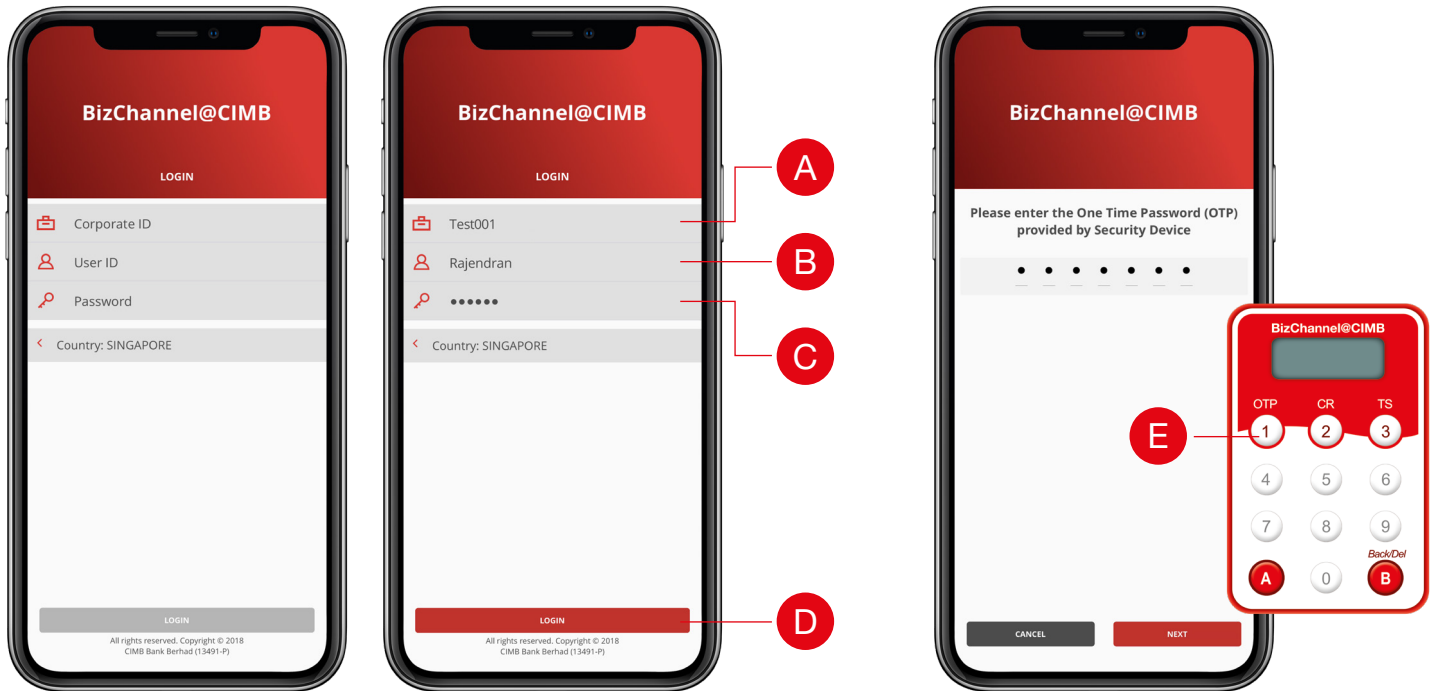 BizChannel@CIMB
LOGIN
Corporate ID
User ID
Password
Country: SINGAPORE
LOGIN
All rights reserved. Copyright © 2018
CIMB Bank Berhad (13491-P)
BizChannel@CIMB
LOGIN
Test001
Rajendran
Country: SINGAPORE
LOGIN
All rights reserved. Copyright © 2018
CIMB Bank Berhad (13491-P)
A
B
C
D
BizChannel@CIMB
Please enter the One Time Password (OTP)
provided by Security Device
CANCEL NEXT
E
BizChannel@CIMB
OTP CR TS
1 2 3
4 5 6
7 8 9
Back/Del
A 0 B